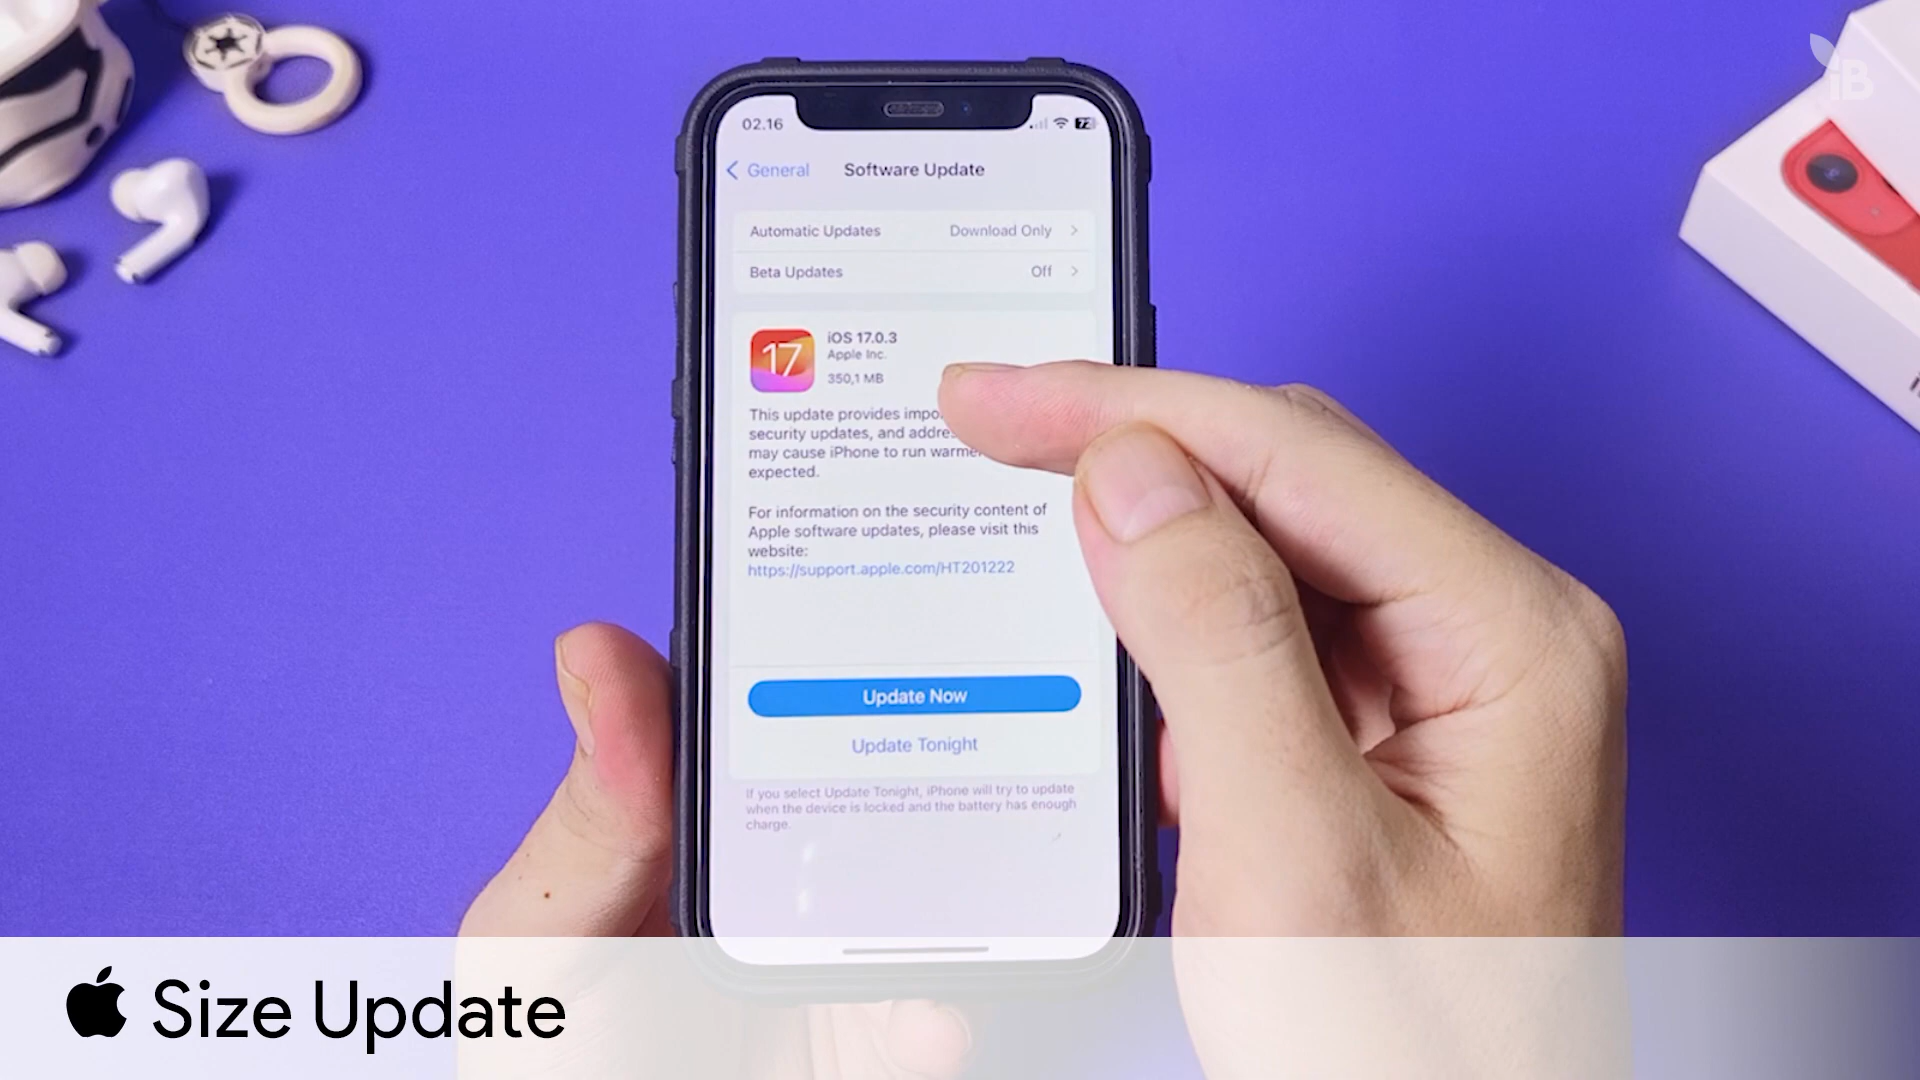 iB
02.16
72
General
Software Update
Automatic Updates Download Only
Beta Updates Off
17
iOS 17.0.3
Apple Inc.
350,1 MB
This update provides impo
security updates, and addre
may cause iPhone to run warmer
expected.
For information on the security content of
Apple software updates, please visit this
website:
https://support.apple.com/HT201222
Update Now
Update Tonight
If you select Update Tonight, iPhone will try to update
when the device is locked and the battery has enough
charge.
Size Update